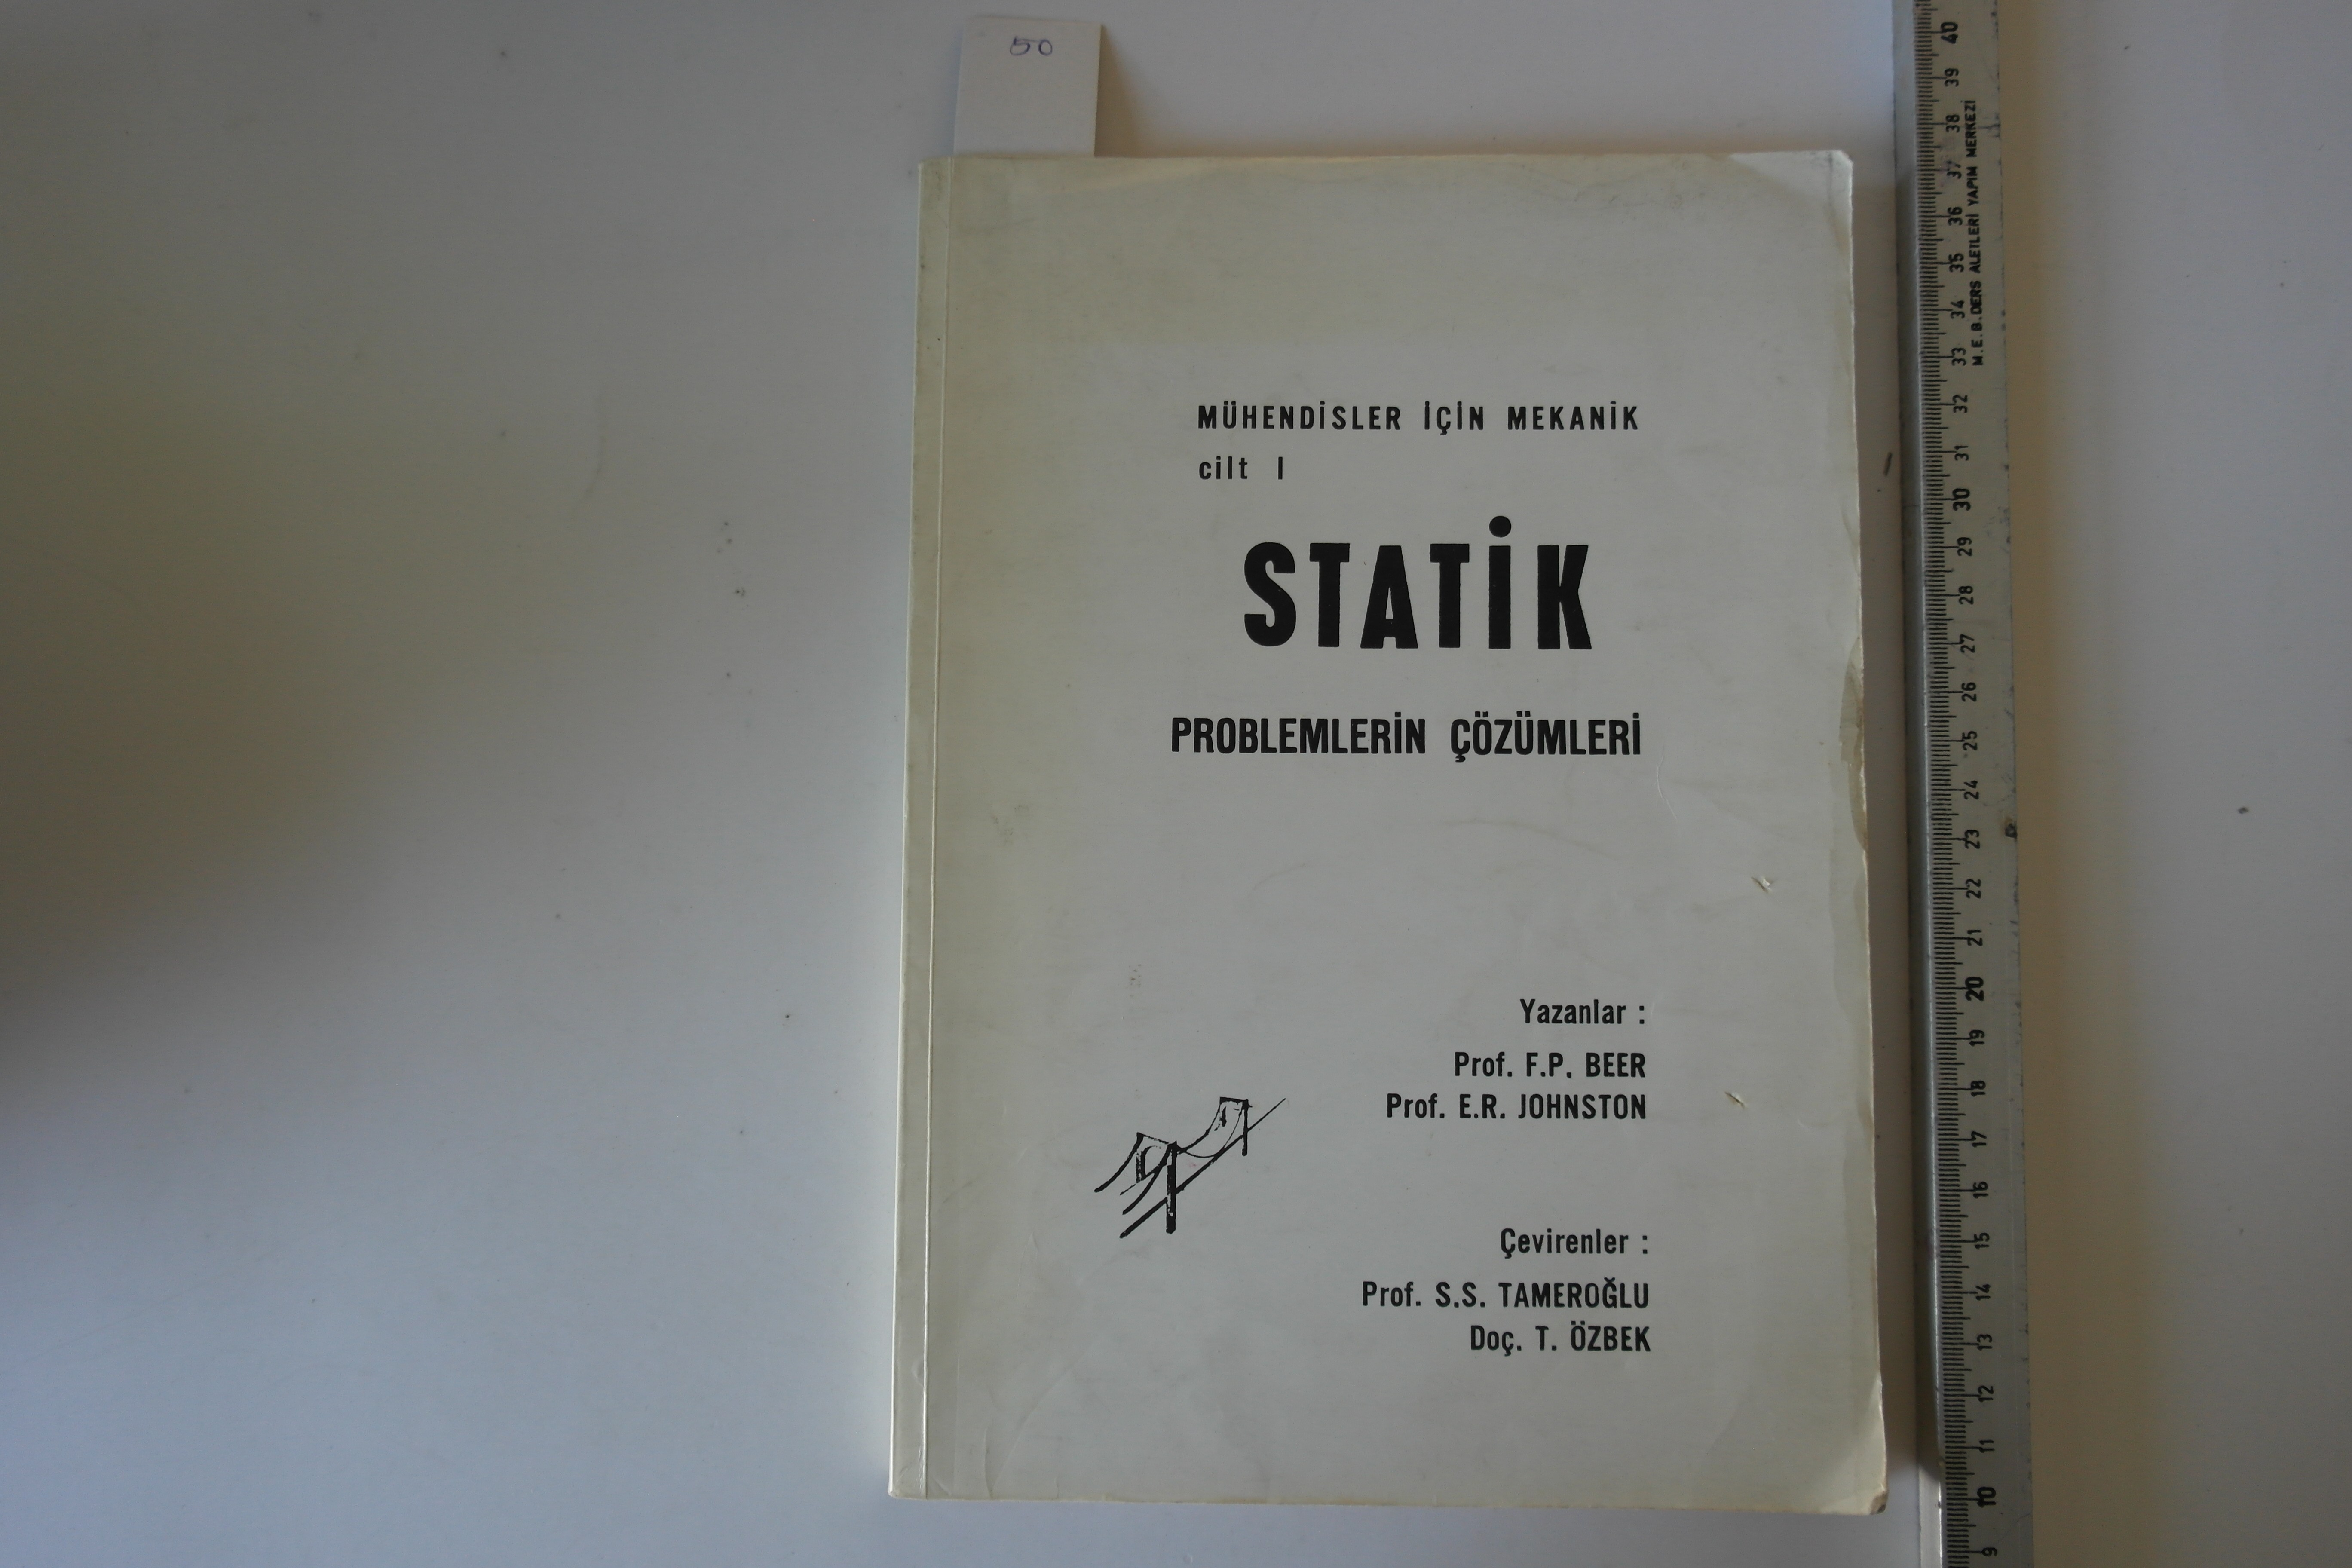 50
MÜHENDİSLER İÇİN MEKANİK
cilt I
STATİK
PROBLEMLERİN ÇÖZÜMLERİ
Yazanlar :
Prof. F.P. BEER
Prof. E.R. JOHNSTON
Çevirenler :
Prof. S.S. TAMEROĞLU
Doç. T. ÖZBEK
M.E.B. DERS ALETLERİ YAPIM MERKEZİ
9 10 11 12 13 14 15 16 17 18 19 20 21 22 23 24 25 26 27 28 29 30 31 32 33 34 35 36 37 38 39 40